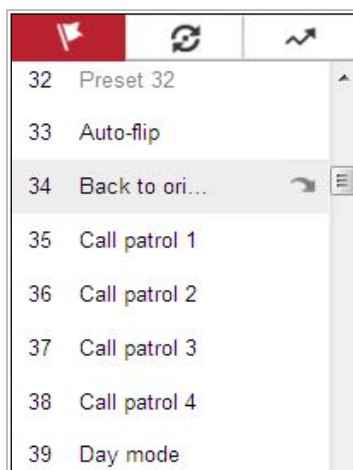 32 Preset 32
33 Auto-flip
34 Back to ori...
35 Call patrol 1
36 Call patrol 2
37 Call patrol 3
38 Call patrol 4
39 Day mode